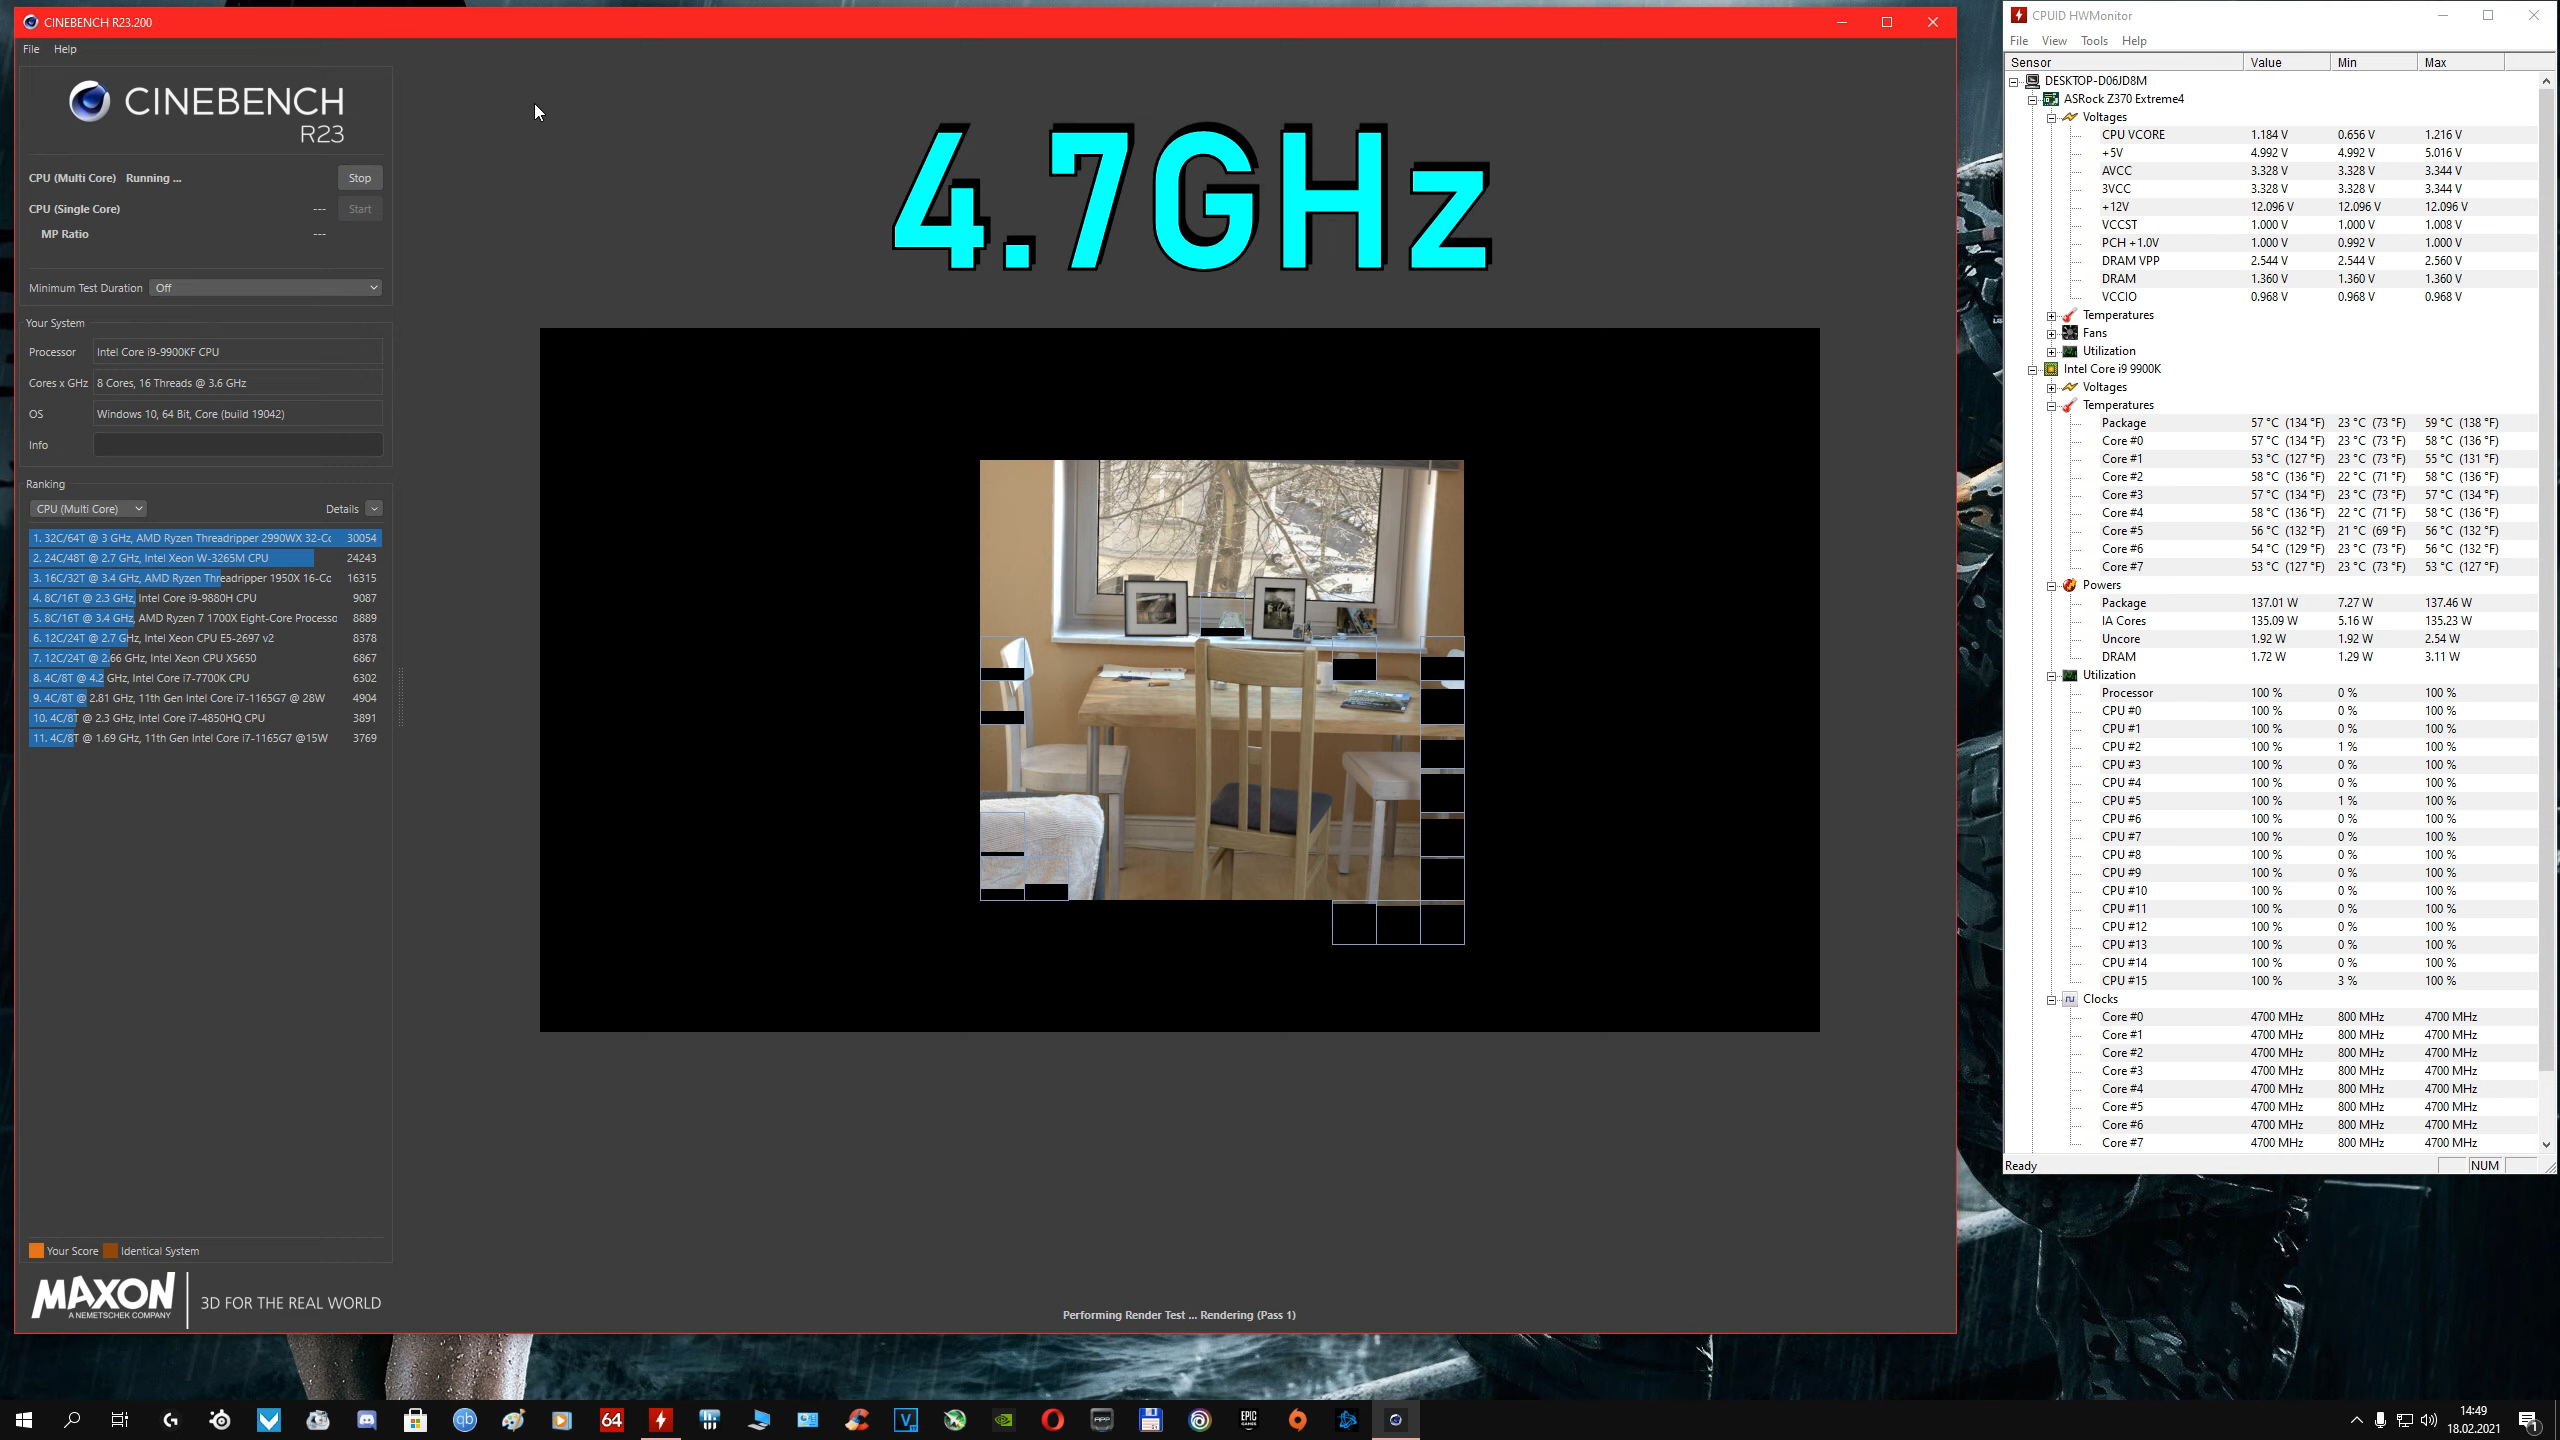 CINEBENCH R23.200
File Help
CINEBENCH
R23
CPU (Multi Core) Running ... Stop
CPU (Single Core) --- Start
MP Ratio ---
Minimum Test Duration Off
Your System
Processor Intel Core i9-9900KF CPU
Cores x GHz 8 Cores, 16 Threads @ 3.6 GHz
OS Windows 10, 64 Bit, Core (build 19042)
Info
Ranking
CPU (Multi Core) Details
1. 32C/64T @ 3 GHz, AMD Ryzen Threadripper 2990WX 32-Cc 30054
2. 24C/48T @ 2.7 GHz, Intel Xeon W-3265M CPU 24243
3. 16C/32T @ 3.4 GHz, AMD Ryzen Threadripper 1950X 16-Cc 16315
4. 8C/16T @ 2.3 GHz, Intel Core i9-9880H CPU 9087
5. 8C/16T @ 3.4 GHz, AMD Ryzen 7 1700X Eight-Core Processo 8889
6. 12C/24T @ 2.7 GHz, Intel Xeon CPU E5-2697 v2 8378
7. 12C/24T @ 2.66 GHz, Intel Xeon CPU X5650 6867
8. 4C/8T @ 4.2 GHz, Intel Core i7-7700K CPU 6302
9. 4C/8T @ 2.81 GHz, 11th Gen Intel Core i7-1165G7 @ 28W 4904
10. 4C/8T @ 2.3 GHz, Intel Core i7-4850HQ CPU 3891
11. 4C/8T @ 1.69 GHz, 11th Gen Intel Core i7-1165G7 @15W 3769
Your Score Identical System
MAXON
A NEMETSCHEK COMPANY
3D FOR THE REAL WORLD
4.7GHz
Performing Render Test ... Rendering (Pass 1)
CPUID HWMonitor
File View Tools Help
Sensor Value Min Max
DESKTOP-D06JD8M
ASRock Z370 Extreme4
Voltages
CPU VCORE 1.184 V 0.656 V 1.216 V
+5V 4.992 V 4.992 V 5.016 V
AVCC 3.328 V 3.328 V 3.344 V
3VCC 3.328 V 3.328 V 3.344 V
+12V 12.096 V 12.096 V 12.096 V
VCCST 1.000 V 1.000 V 1.008 V
PCH +1.0V 1.000 V 0.992 V 1.000 V
DRAM VPP 2.544 V 2.544 V 2.560 V
DRAM 1.360 V 1.360 V 1.360 V
VCCIO 0.968 V 0.968 V 0.968 V
Temperatures
Fans
Utilization
Intel Core i9 9900K
Voltages
Temperatures
Package 57 °C (134 °F) 23 °C (73 °F) 59 °C (138 °F)
Core #0 57 °C (134 °F) 23 °C (73 °F) 58 °C (136 °F)
Core #1 53 °C (127 °F) 23 °C (73 °F) 55 °C (131 °F)
Core #2 58 °C (136 °F) 22 °C (71 °F) 58 °C (136 °F)
Core #3 57 °C (134 °F) 23 °C (73 °F) 57 °C (134 °F)
Core #4 58 °C (136 °F) 22 °C (71 °F) 58 °C (136 °F)
Core #5 56 °C (132 °F) 21 °C (69 °F) 56 °C (132 °F)
Core #6 54 °C (129 °F) 23 °C (73 °F) 56 °C (132 °F)
Core #7 53 °C (127 °F) 23 °C (73 °F) 53 °C (127 °F)
Powers
Package 137.01 W 7.27 W 137.46 W
IA Cores 135.09 W 5.16 W 135.23 W
Uncore 1.92 W 1.92 W 2.54 W
DRAM 1.72 W 1.29 W 3.11 W
Utilization
Processor 100 % 0 % 100 %
CPU #0 100 % 0 % 100 %
CPU #1 100 % 0 % 100 %
CPU #2 100 % 1 % 100 %
CPU #3 100 % 0 % 100 %
CPU #4 100 % 0 % 100 %
CPU #5 100 % 1 % 100 %
CPU #6 100 % 0 % 100 %
CPU #7 100 % 0 % 100 %
CPU #8 100 % 0 % 100 %
CPU #9 100 % 0 % 100 %
CPU #10 100 % 0 % 100 %
CPU #11 100 % 0 % 100 %
CPU #12 100 % 0 % 100 %
CPU #13 100 % 0 % 100 %
CPU #14 100 % 0 % 100 %
CPU #15 100 % 3 % 100 %
Clocks
Core #0 4700 MHz 800 MHz 4700 MHz
Core #1 4700 MHz 800 MHz 4700 MHz
Core #2 4700 MHz 800 MHz 4700 MHz
Core #3 4700 MHz 800 MHz 4700 MHz
Core #4 4700 MHz 800 MHz 4700 MHz
Core #5 4700 MHz 800 MHz 4700 MHz
Core #6 4700 MHz 800 MHz 4700 MHz
Core #7 4700 MHz 800 MHz 4700 MHz
Ready NUM
qb 64 V APP EPIC GAMES
14:49
18.02.2021
1